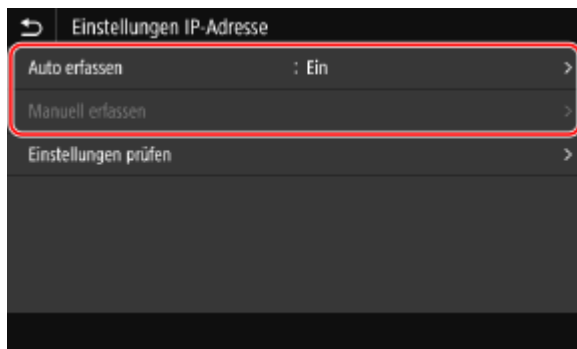 Einstellungen IP-Adresse
Auto erfassen : Ein
Manuell erfassen
Einstellungen prüfen